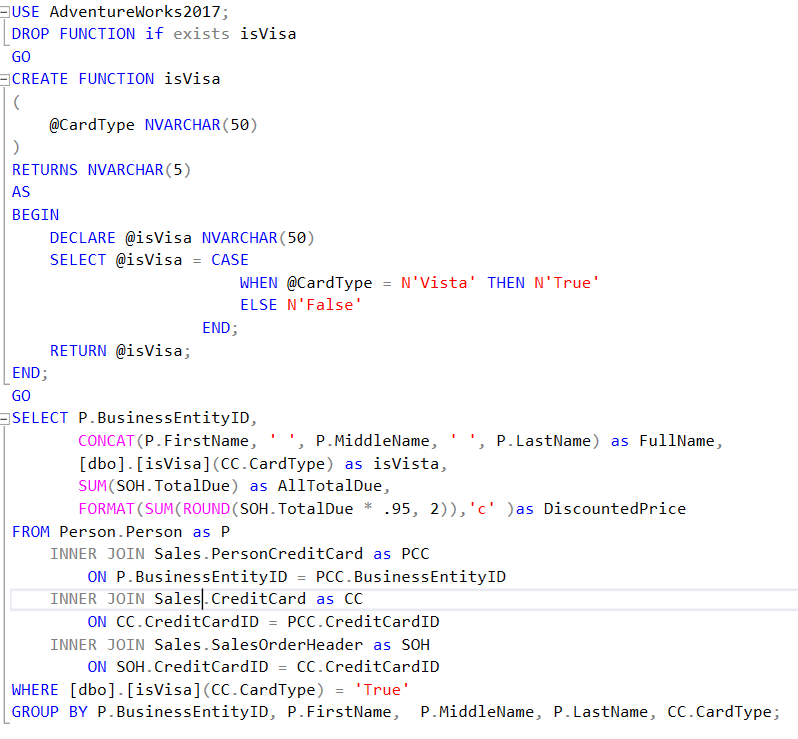 USE AdventureWorks2017;
DROP FUNCTION if exists isVisa
GO
CREATE FUNCTION isVisa
(
    @CardType NVARCHAR(50)
)
RETURNS NVARCHAR(5)
AS
BEGIN
    DECLARE @isVisa NVARCHAR(50)
    SELECT @isVisa = CASE
                        WHEN @CardType = N'Vista' THEN N'True'
                        ELSE N'False'
                    END;
    RETURN @isVisa;
END;
GO
SELECT P.BusinessEntityID,
       CONCAT(P.FirstName, ' ', P.MiddleName, ' ', P.LastName) as FullName,
       [dbo].[isVisa](CC.CardType) as isVista,
       SUM(SOH.TotalDue) as AllTotalDue,
       FORMAT(SUM(ROUND(SOH.TotalDue * .95, 2)),'c' )as DiscountedPrice
FROM Person.Person as P
    INNER JOIN Sales.PersonCreditCard as PCC
        ON P.BusinessEntityID = PCC.BusinessEntityID
    INNER JOIN Sales.CreditCard as CC
        ON CC.CreditCardID = PCC.CreditCardID
    INNER JOIN Sales.SalesOrderHeader as SOH
        ON SOH.CreditCardID = CC.CreditCardID
WHERE [dbo].[isVisa](CC.CardType) = 'True'
GROUP BY P.BusinessEntityID, P.FirstName,  P.MiddleName, P.LastName, CC.CardType;